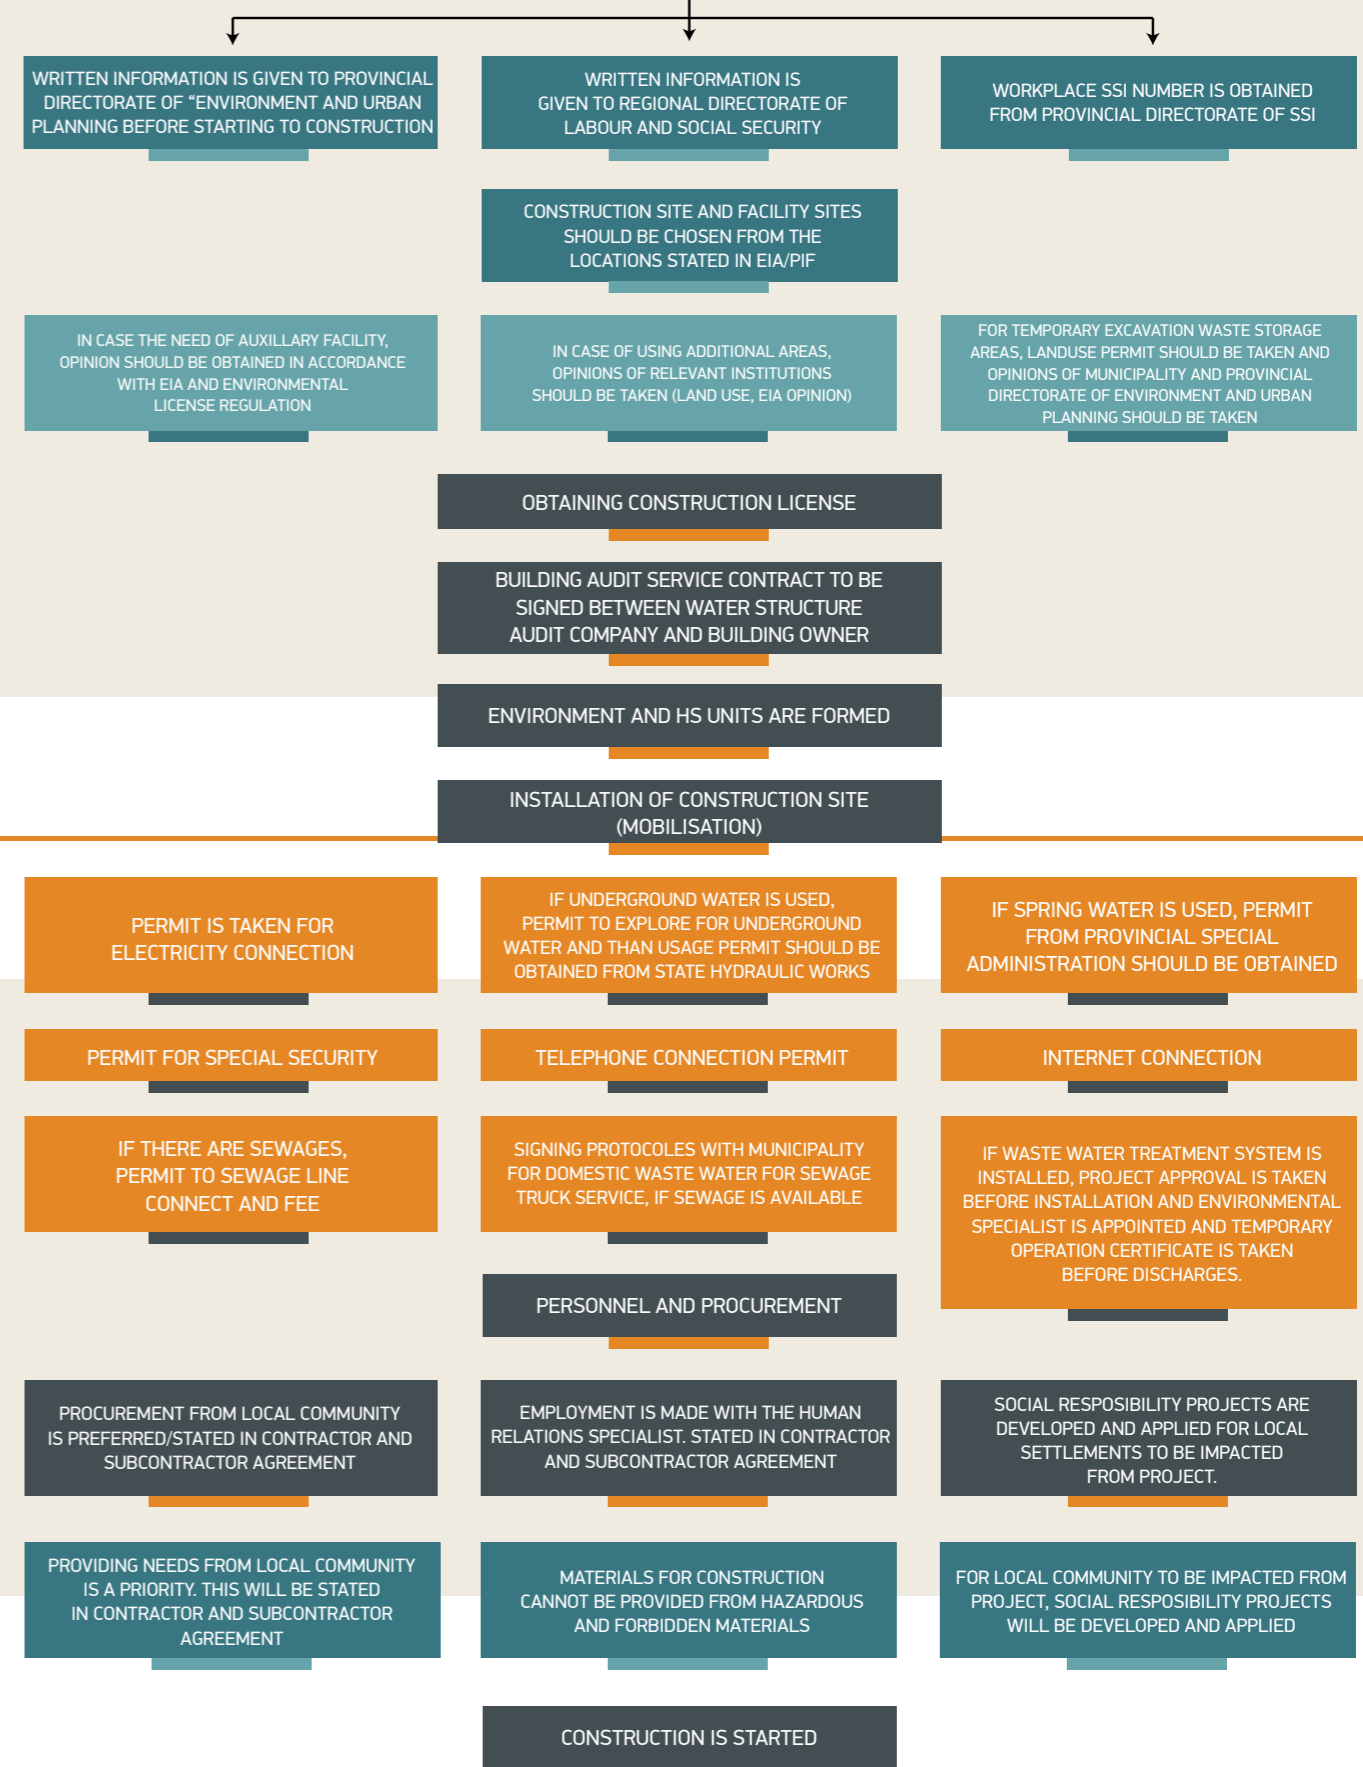 WRITTEN INFORMATION IS GIVEN TO PROVINCIAL
DIRECTORATE OF “ENVIRONMENT AND URBAN
PLANNING BEFORE STARTING TO CONSTRUCTION
WRITTEN INFORMATION IS
GIVEN TO REGIONAL DIRECTORATE OF
LABOUR AND SOCIAL SECURITY
WORKPLACE SSI NUMBER IS OBTAINED
FROM PROVINCIAL DIRECTORATE OF SSI
CONSTRUCTION SITE AND FACILITY SITES
SHOULD BE CHOSEN FROM THE
LOCATIONS STATED IN EIA/PIF
IN CASE THE NEED OF AUXILLARY FACILITY,
OPINION SHOULD BE OBTAINED IN ACCORDANCE
WITH EIA AND ENVIRONMENTAL
LICENSE REGULATION
IN CASE OF USING ADDITIONAL AREAS,
OPINIONS OF RELEVANT INSTITUTIONS
SHOULD BE TAKEN (LAND USE, EIA OPINION)
FOR TEMPORARY EXCAVATION WASTE STORAGE
AREAS, LANDUSE PERMIT SHOULD BE TAKEN AND
OPINIONS OF MUNICIPALITY AND PROVINCIAL
DIRECTORATE OF ENVIRONMENT AND URBAN
PLANNING SHOULD BE TAKEN
OBTAINING CONSTRUCTION LICENSE
BUILDING AUDIT SERVICE CONTRACT TO BE
SIGNED BETWEEN WATER STRUCTURE
AUDIT COMPANY AND BUILDING OWNER
ENVIRONMENT AND HS UNITS ARE FORMED
INSTALLATION OF CONSTRUCTION SITE
(MOBILISATION)
PERMIT IS TAKEN FOR
ELECTRICITY CONNECTION
IF UNDERGROUND WATER IS USED,
PERMIT TO EXPLORE FOR UNDERGROUND
WATER AND THAN USAGE PERMIT SHOULD BE
OBTAINED FROM STATE HYDRAULIC WORKS
IF SPRING WATER IS USED, PERMIT
FROM PROVINCIAL SPECIAL
ADMINISTRATION SHOULD BE OBTAINED
PERMIT FOR SPECIAL SECURITY
TELEPHONE CONNECTION PERMIT
INTERNET CONNECTION
IF THERE ARE SEWAGES,
PERMIT TO SEWAGE LINE
CONNECT AND FEE
SIGNING PROTOCOLES WITH MUNICIPALITY
FOR DOMESTIC WASTE WATER FOR SEWAGE
TRUCK SERVICE, IF SEWAGE IS AVAILABLE
IF WASTE WATER TREATMENT SYSTEM IS
INSTALLED, PROJECT APPROVAL IS TAKEN
BEFORE INSTALLATION AND ENVIRONMENTAL
SPECIALIST IS APPOINTED AND TEMPORARY
OPERATION CERTIFICATE IS TAKEN
BEFORE DISCHARGES.
PERSONNEL AND PROCUREMENT
PROCUREMENT FROM LOCAL COMMUNITY
IS PREFERRED/STATED IN CONTRACTOR AND
SUBCONTRACTOR AGREEMENT
EMPLOYMENT IS MADE WITH THE HUMAN
RELATIONS SPECIALIST. STATED IN CONTRACTOR
AND SUBCONTRACTOR AGREEMENT
SOCIAL RESPOSIBILITY PROJECTS ARE
DEVELOPED AND APPLIED FOR LOCAL
SETTLEMENTS TO BE IMPACTED
FROM PROJECT.
PROVIDING NEEDS FROM LOCAL COMMUNITY
IS A PRIORITY. THIS WILL BE STATED
IN CONTRACTOR AND SUBCONTRACTOR
AGREEMENT
MATERIALS FOR CONSTRUCTION
CANNOT BE PROVIDED FROM HAZARDOUS
AND FORBIDDEN MATERIALS
FOR LOCAL COMMUNITY TO BE IMPACTED FROM
PROJECT, SOCIAL RESPOSIBILITY PROJECTS
WILL BE DEVELOPED AND APPLIED
CONSTRUCTION IS STARTED